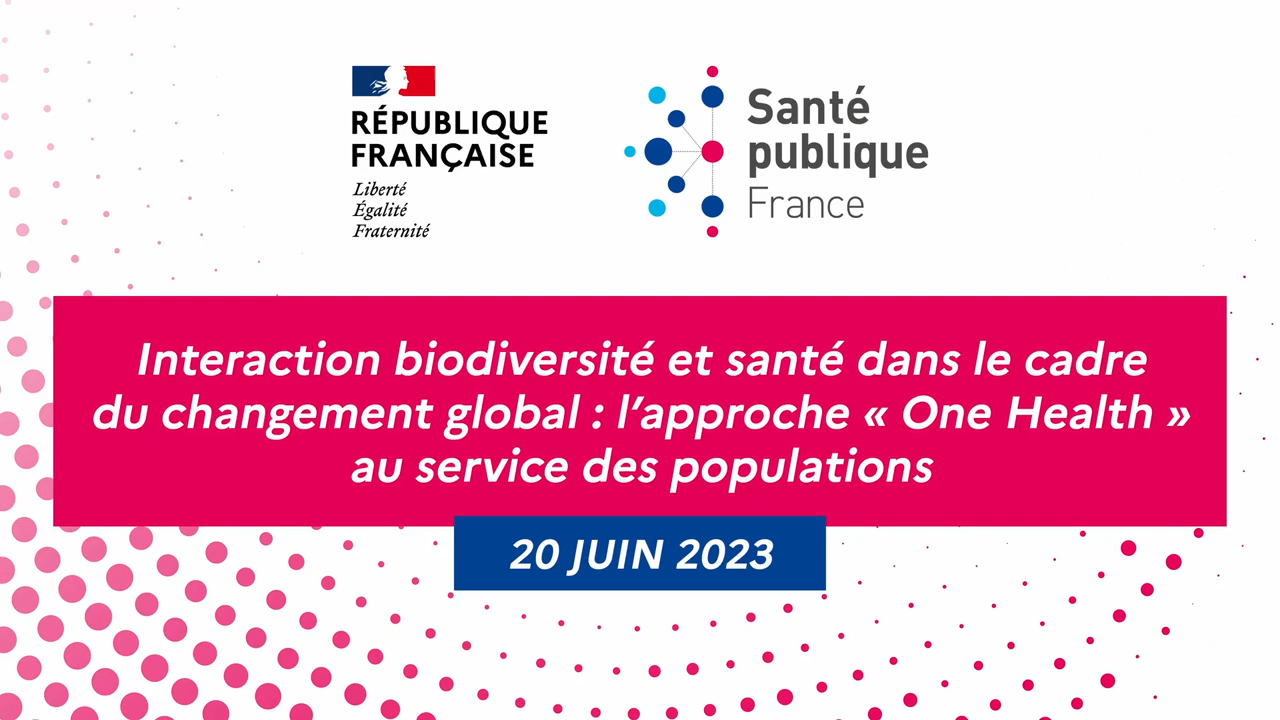 RÉPUBLIQUE
FRANÇAISE
Liberté
Égalité
Fraternité
Santé
publique
France
Interaction biodiversité et santé dans le cadre
du changement global : l’approche « One Health »
au service des populations
20 JUIN 2023